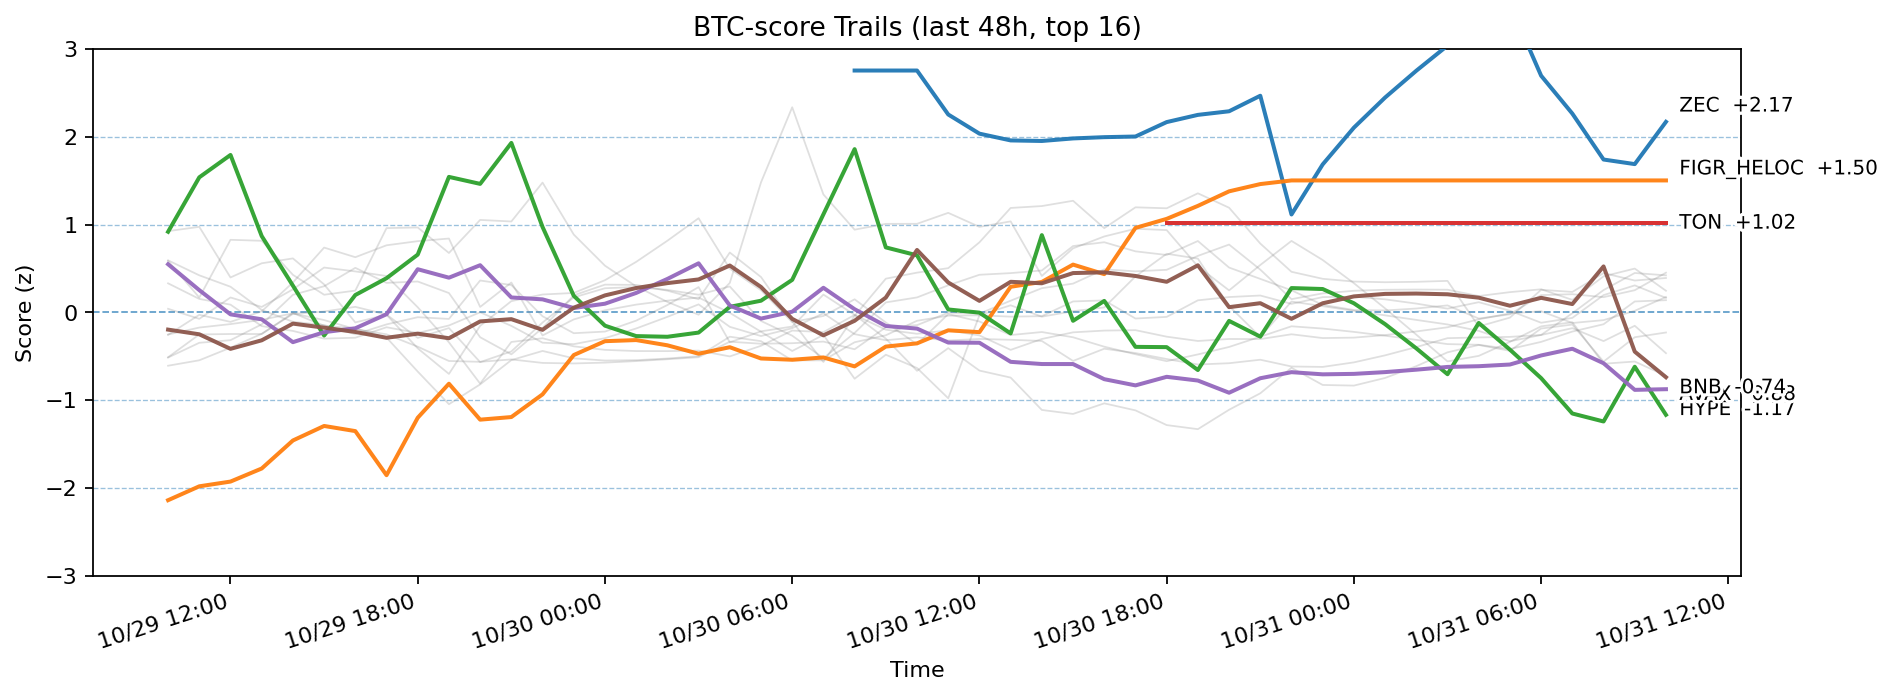 BTC-score Trails (last 48h, top 16)
Score (z)
3
2
1
0
−1
−2
−3
ZEC +2.17
FIGR_HELOC +1.50
TON +1.02
BNB -0.74
HYPE -1.17
10/29 12:00
10/29 18:00
10/30 00:00
10/30 06:00
10/30 12:00
10/30 18:00
10/31 00:00
10/31 06:00
10/31 12:00
Time